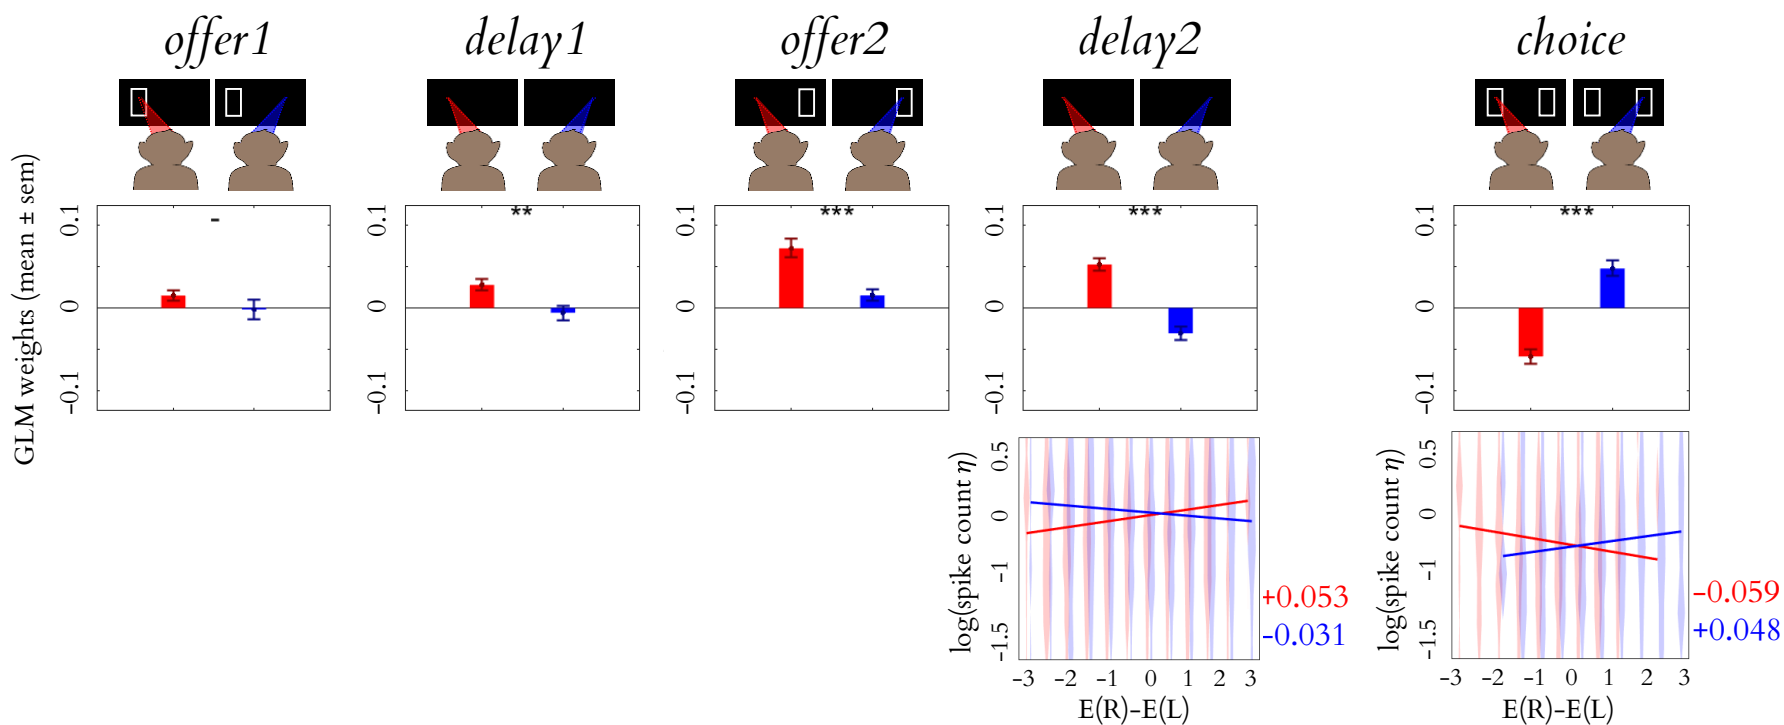 offer1 delay1 offer2 delay2 choice
GLM weights (mean ± sem)
0.1 0 -0.1
-
0.1 0 -0.1
**
0.1 0 -0.1
***
0.1 0 -0.1
***
0.1 0 -0.1
***
log(spike count η)
0.5 0 -1 -1.5
+0.053
-0.031
-3 -2 -1 0 1 2 3
E(R)-E(L)
log(spike count η)
0.5 0 -1 -1.5
-0.059
+0.048
-3 -2 -1 0 1 2 3
E(R)-E(L)